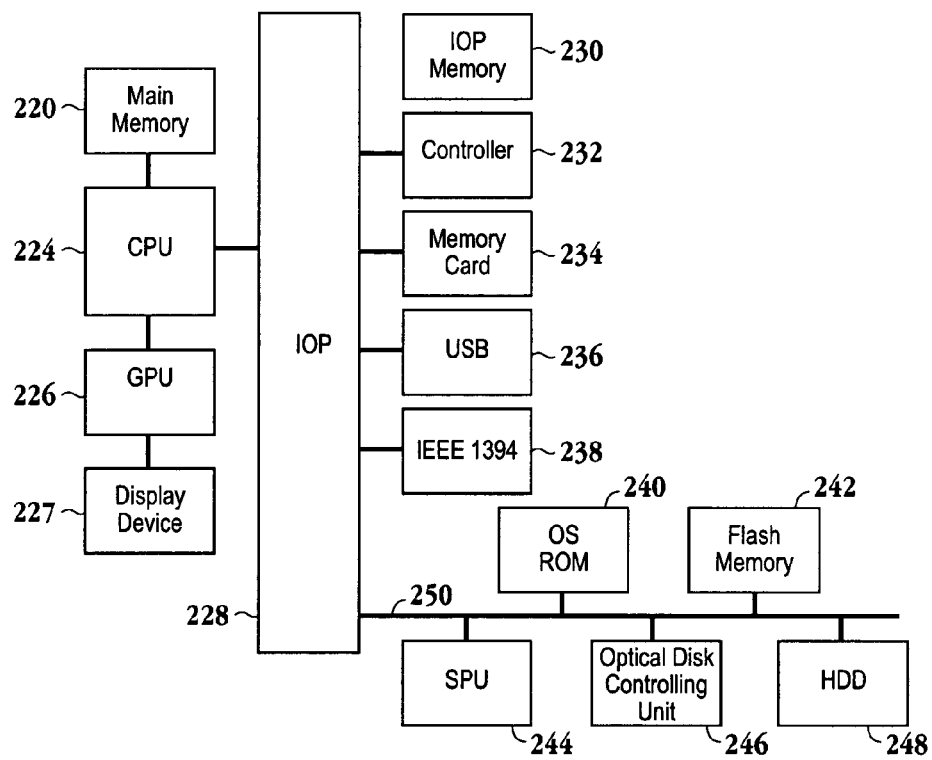 IOP
Memory
230
220
Main
Memory
Controller
232
224
CPU
Memory
Card
234
IOP
USB
236
226
GPU
IEEE 1394
238
227
Display
Device
240
242
OS
ROM
Flash
Memory
228
250
SPU
Optical Disk
Controlling
Unit
HDD
244
246
248